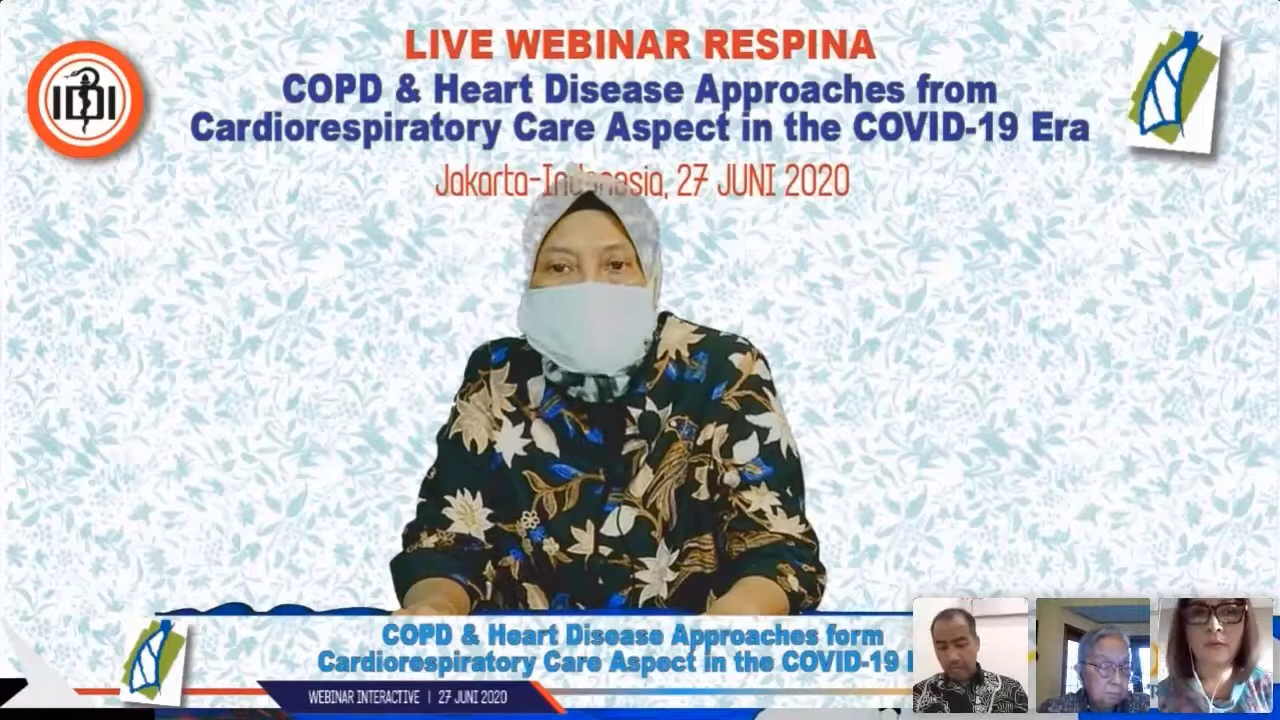 LIVE WEBINAR RESPINA
IDI
COPD & Heart Disease Approaches from
Cardiorespiratory Care Aspect in the COVID-19 Era
Jakarta-Indonesia, 27 JUNI 2020
COPD & Heart Disease Approaches form
Cardiorespiratory Care Aspect in the COVID-19
WEBINAR INTERACTIVE | 27 JUNI 2020